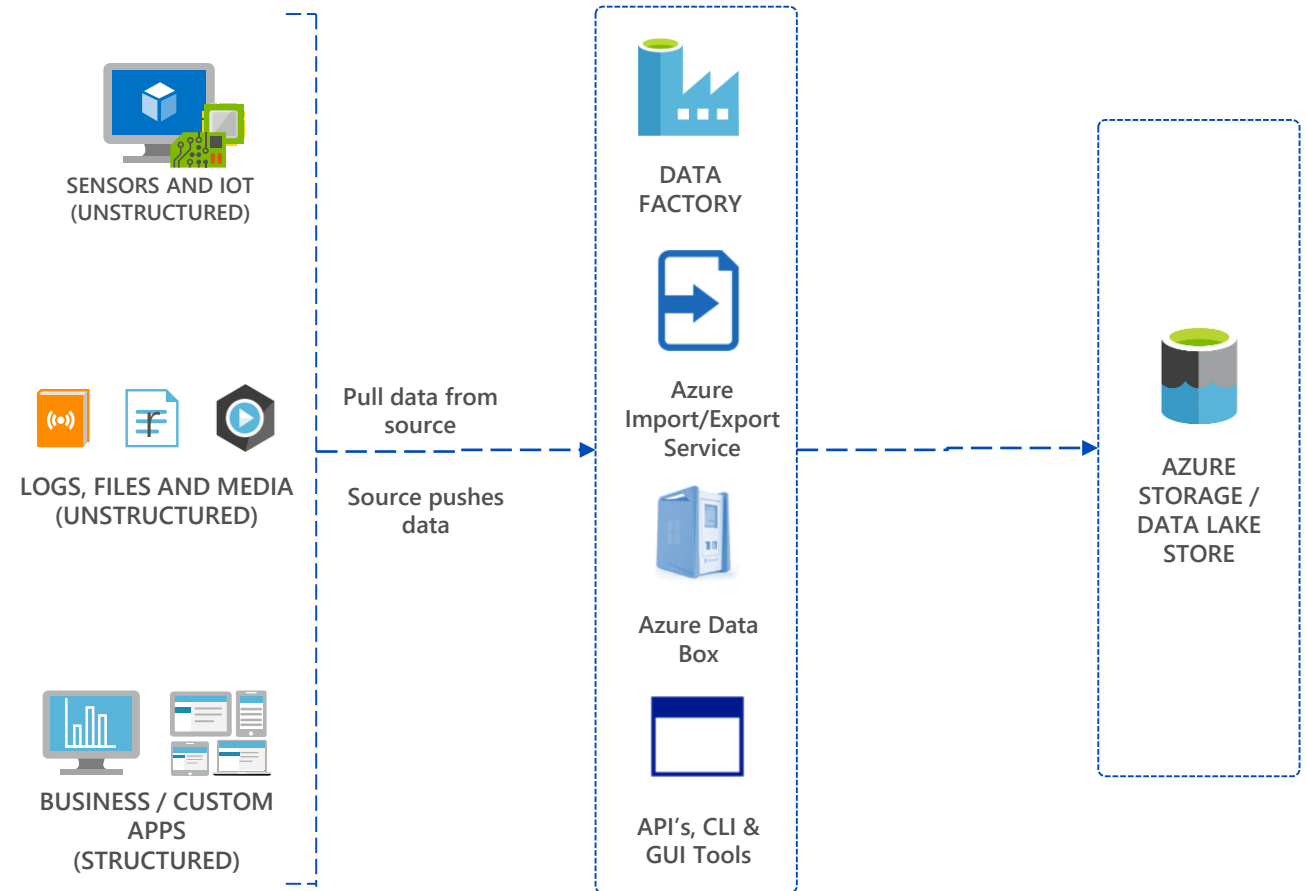 SENSORS AND IOT
(UNSTRUCTURED)
LOGS, FILES AND MEDIA
(UNSTRUCTURED)
BUSINESS / CUSTOM
APPS
(STRUCTURED)
Pull data from
source
Source pushes
data
DATA
FACTORY
Azure
Import/Export
Service
Azure Data
Box
API’s, CLI &
GUI Tools
AZURE
STORAGE /
DATA LAKE
STORE